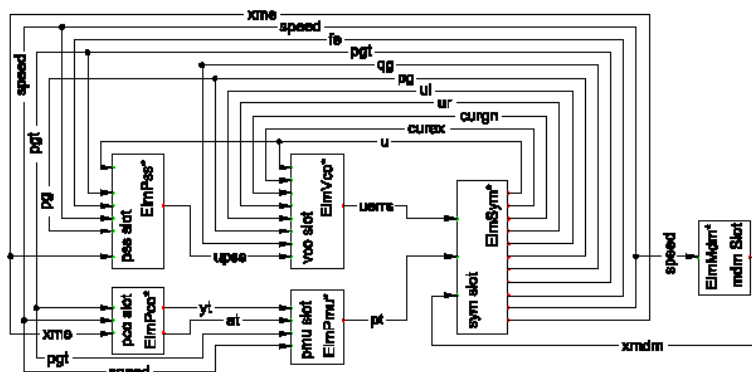 xme
speed
fe
pgt
qg
pg
ul
ur
curgn
curex
u
speed
pgt
pg
pss slot
ElmPss*
upss
vco slot
ElmVco*
uerrs
sym slot
ElmSym*
speed
ElmMdm*
mdm Slot
pco slot
ElmPco*
yt
at
pmu slot
ElmPmu*
pt
xme
pgt
speed
xmdm